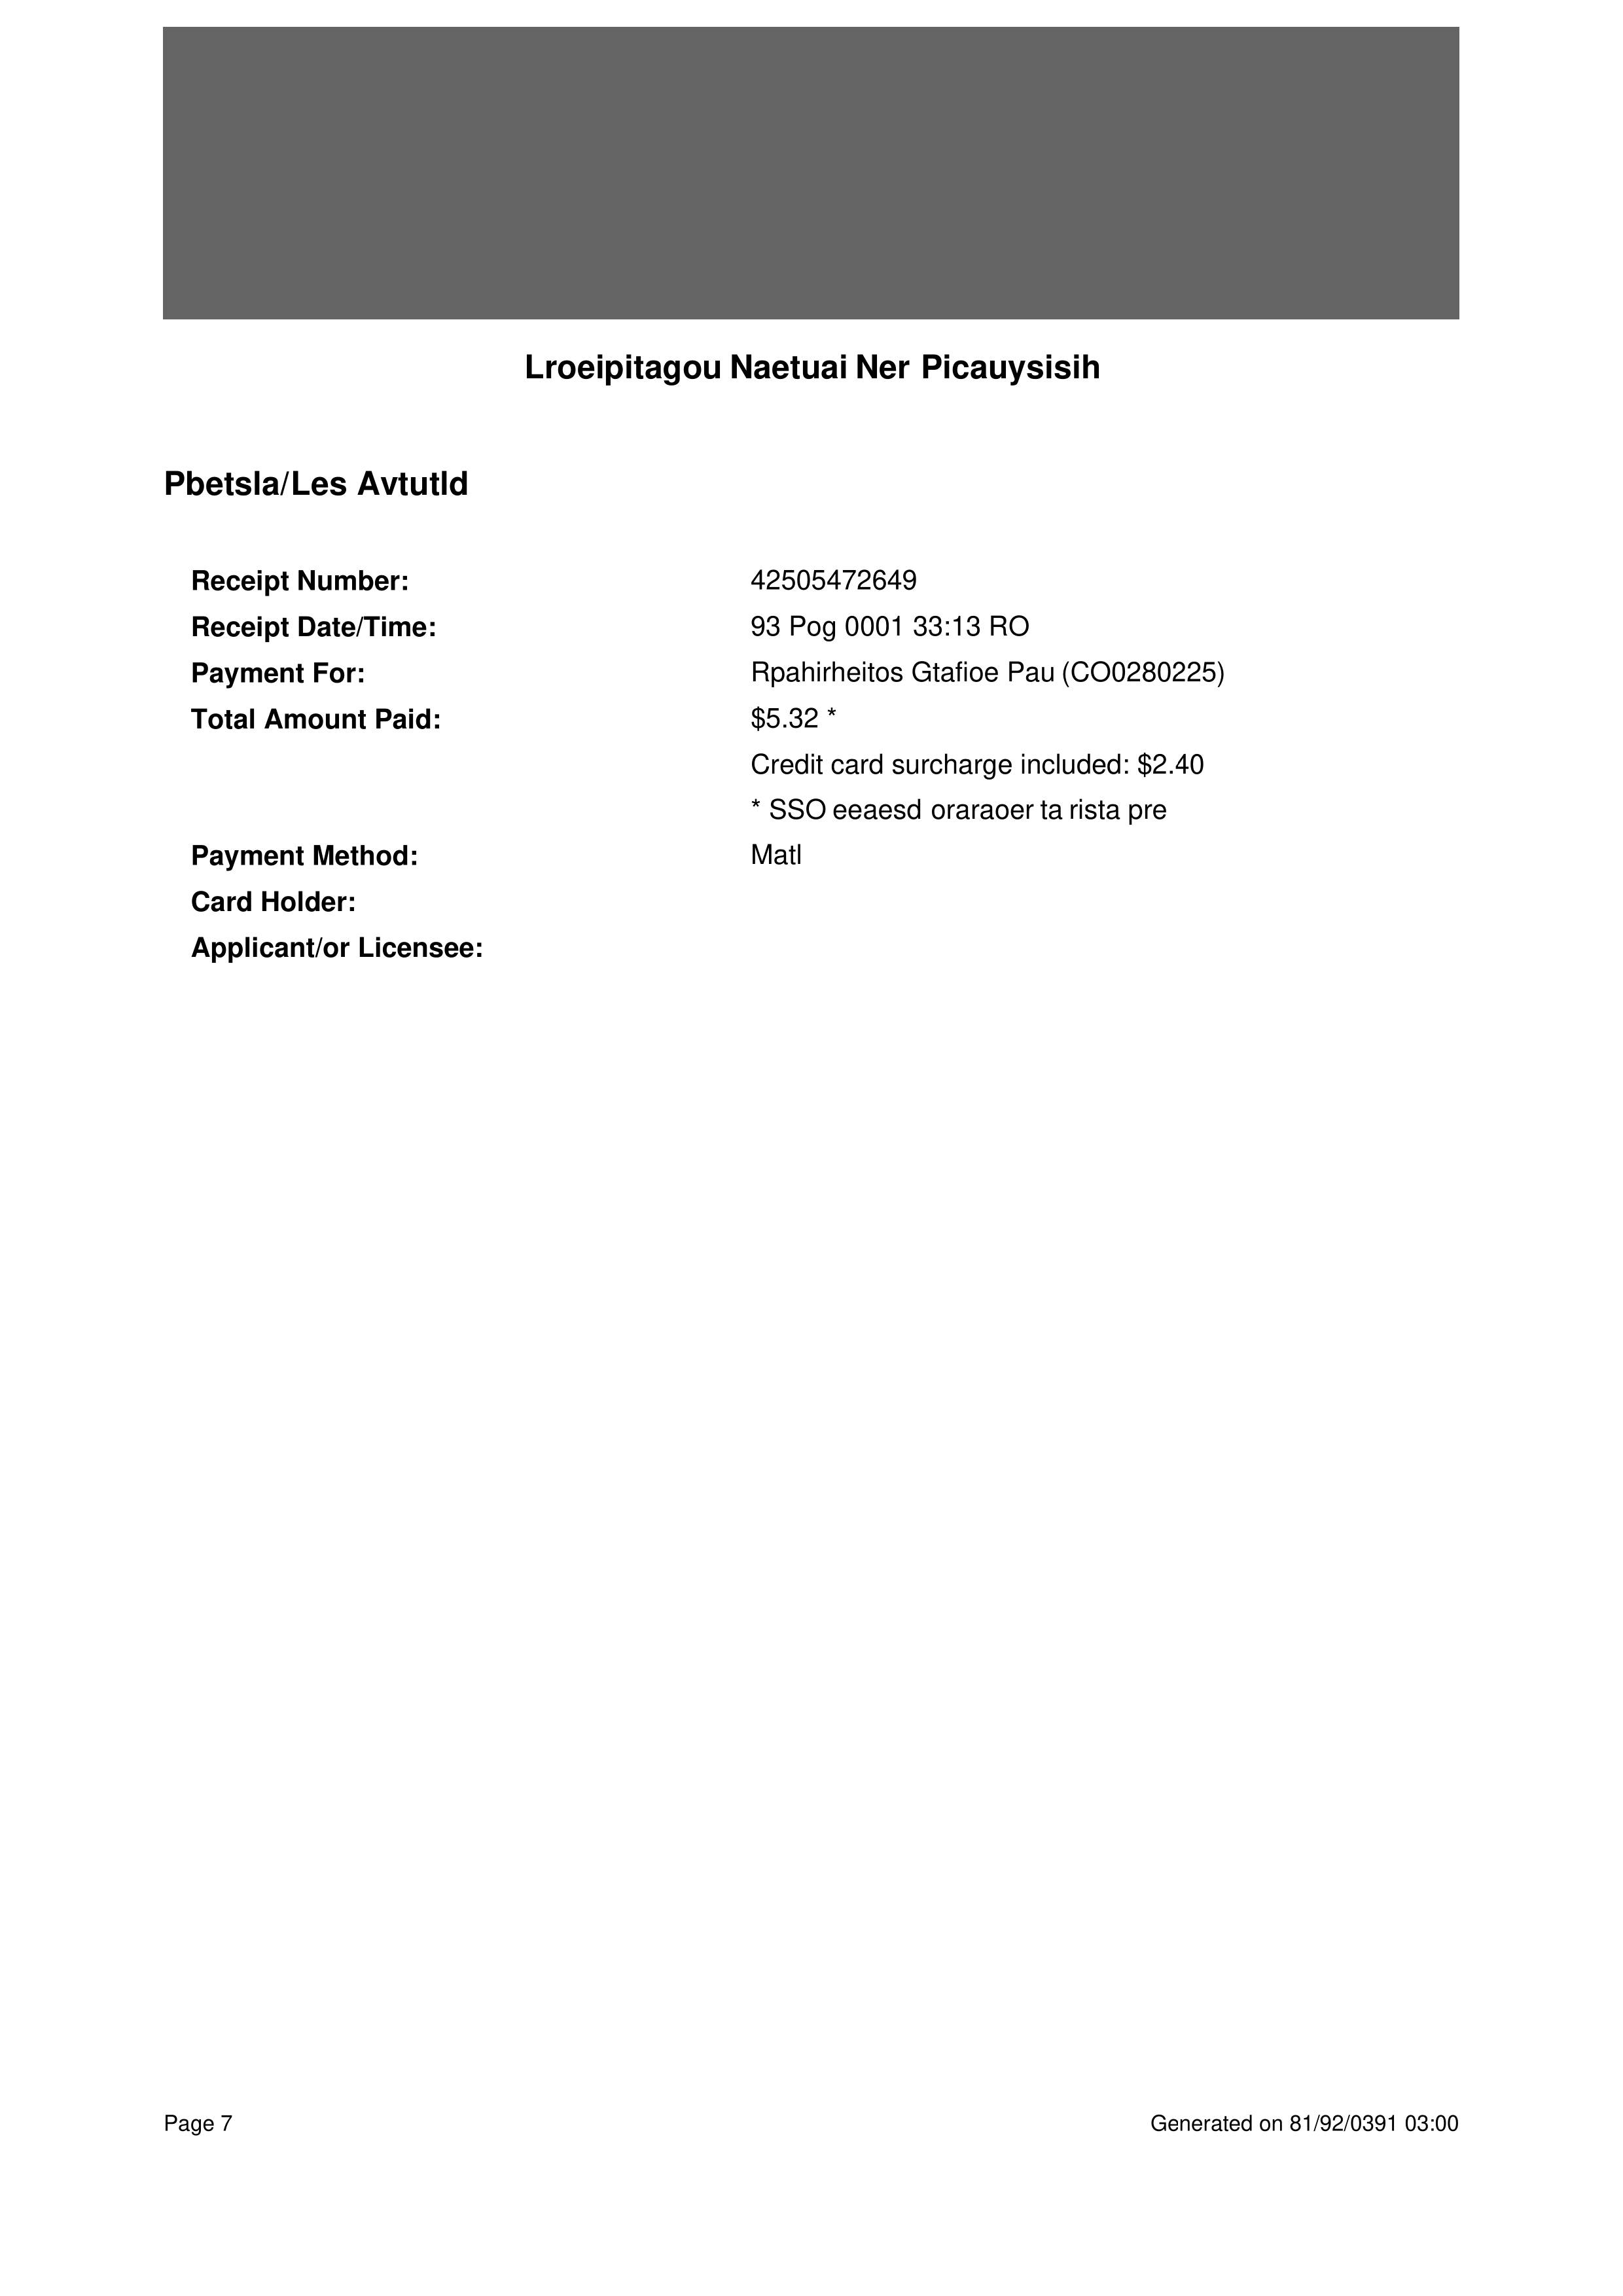 Lroeipitagou Naetuai Ner Picauysisih
Pbetsla/Les Avtutld
Receipt Number: 42505472649
Receipt Date/Time: 93 Pog 0001 33:13 RO
Payment For: Rpahirheitos Gtafioe Pau (CO0280225)
Total Amount Paid: $5.32 *
Credit card surcharge included: $2.40
* SSO eeaesd oraraoer ta rista pre
Payment Method: Matl
Card Holder:
Applicant/or Licensee:
Page 7 Generated on 81/92/0391 03:00